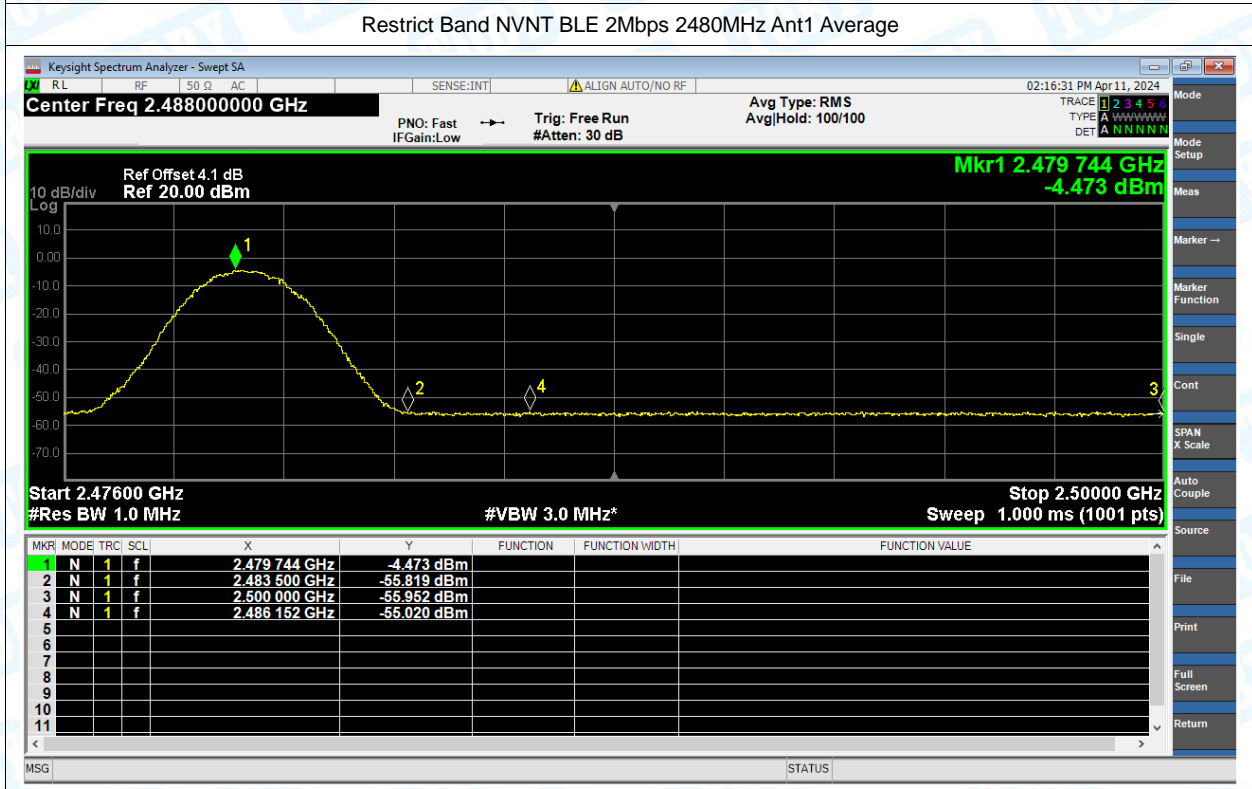 Restrict Band NVNT BLE 2Mbps 2480MHz Ant1 Average
Keysight Spectrum Analyzer - Swept SA
LXI RL RF 50 Ω AC SENSE:INT ALIGN AUTO/NO RF 02:16:31 PM Apr 11, 2024
Center Freq 2.488000000 GHz
PNO: Fast
IFGain:Low
Trig: Free Run
#Atten: 30 dB
Avg Type: RMS
Avg|Hold: 100/100
TRACE 1 2 3 4 5 6
TYPE A WWWWW
DET A N N N N N
Ref Offset 4.1 dB
10 dB/div Ref 20.00 dBm
Log
Mkr1 2.479 744 GHz
-4.473 dBm
10.0
0.00
-10.0
-20.0
-30.0
-40.0
-50.0
-60.0
-70.0
1
2
4
3
Start 2.47600 GHz Stop 2.50000 GHz
#Res BW 1.0 MHz #VBW 3.0 MHz* Sweep 1.000 ms (1001 pts)
MKR MODE TRC SCL X Y FUNCTION FUNCTION WIDTH FUNCTION VALUE
1 N 1 f 2.479 744 GHz -4.473 dBm
2 N 1 f 2.483 500 GHz -55.819 dBm
3 N 1 f 2.500 000 GHz -55.952 dBm
4 N 1 f 2.486 152 GHz -55.020 dBm
5
6
7
8
9
10
11
MSG STATUS
Mode
Mode
Setup
Meas
Marker →
Marker
Function
Single
Cont
SPAN
X Scale
Auto
Couple
Source
File
Print
Full
Screen
Return